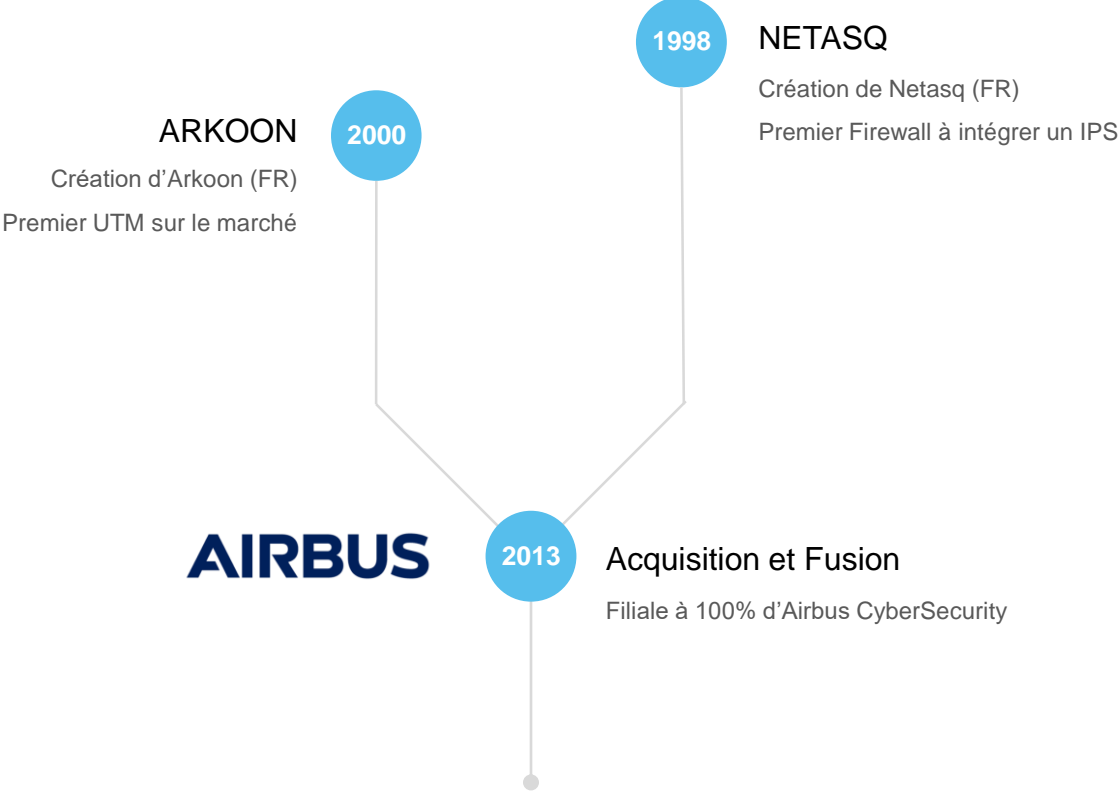 1998
NETASQ
Création de Netasq (FR)
Premier Firewall à intégrer un IPS
ARKOON
2000
Création d’Arkoon (FR)
Premier UTM sur le marché
AIRBUS
2013
Acquisition et Fusion
Filiale à 100% d’Airbus CyberSecurity